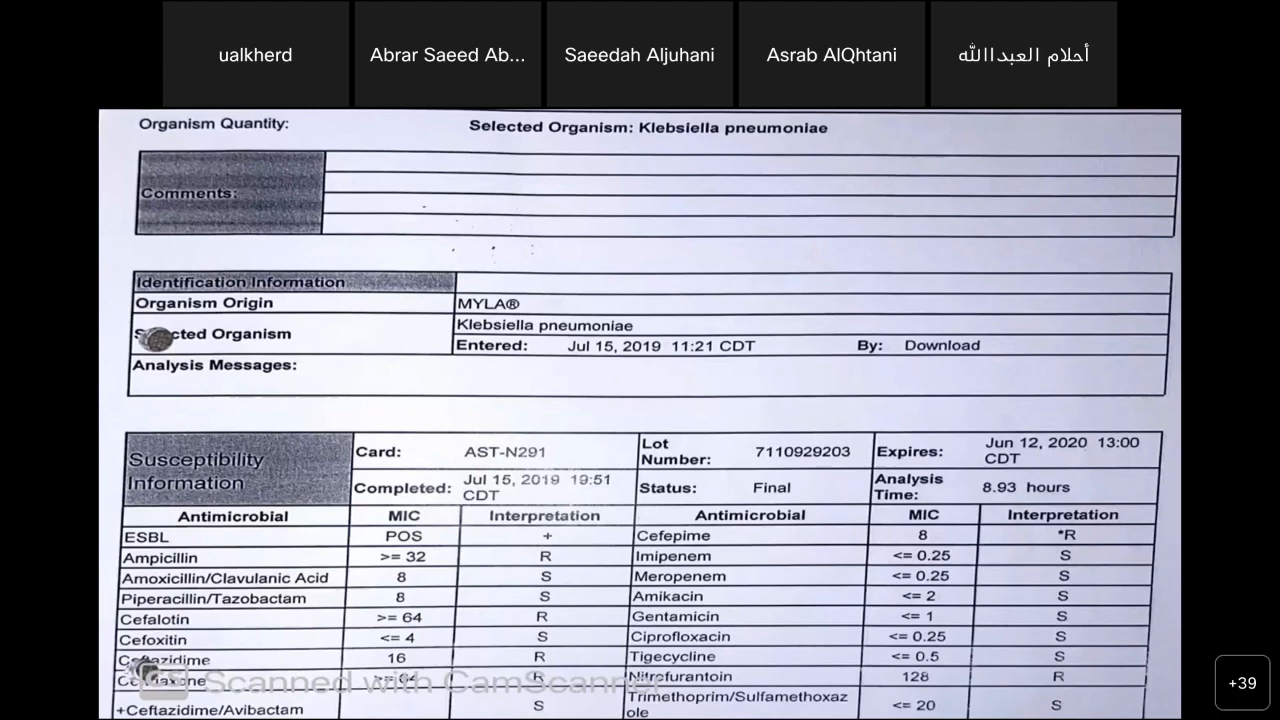 ualkherd
Abrar Saeed Ab...
Saeedah Aljuhani
Asrab AlQhtani
أحلام العبداالله
Organism Quantity:
Selected Organism: Klebsiella pneumoniae
Comments:
Identification Information
Organism Origin MYLA®
Selected Organism Klebsiella pneumoniae
Entered: Jul 15, 2019 11:21 CDT By: Download
Analysis Messages:
Susceptibility Information Card: AST-N291 Lot Number: 7110929203 Expires: Jun 12, 2020 13:00 CDT
Completed: Jul 15, 2019 19:51 CDT Status: Final Analysis Time: 8.93 hours
Antimicrobial MIC Interpretation Antimicrobial MIC Interpretation
ESBL POS + Cefepime 8 *R
Ampicillin >= 32 R Imipenem <= 0.25 S
Amoxicillin/Clavulanic Acid 8 S Meropenem <= 0.25 S
Piperacillin/Tazobactam 8 S Amikacin <= 2 S
Cefalotin >= 64 R Gentamicin <= 1 S
Cefoxitin <= 4 S Ciprofloxacin <= 0.25 S
Ceftazidime 16 R Tigecycline <= 0.5 S
Ceftriaxone >= 64 R Nitrofurantoin 128 R
+Ceftazidime/Avibactam S Trimethoprim/Sulfamethoxazole <= 20 S
CS Scanned with CamScanner
+39